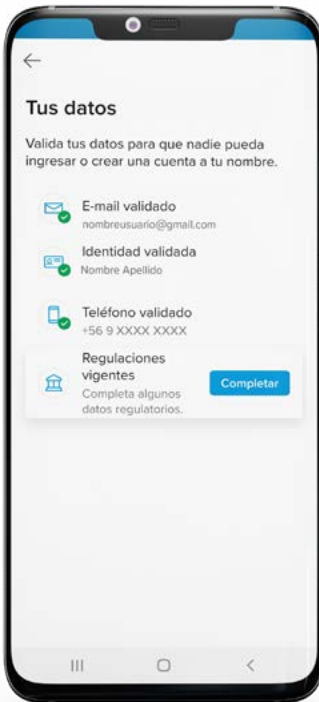 Tus datos
Valida tus datos para que nadie pueda
ingresar o crear una cuenta a tu nombre.
E-mail validado
nombreusuario@gmail.com
Identidad validada
Nombre Apellido
Teléfono validado
+56 9 XXXX XXXX
Regulaciones
vigentes
Completa algunos
datos regulatorios.
Completar